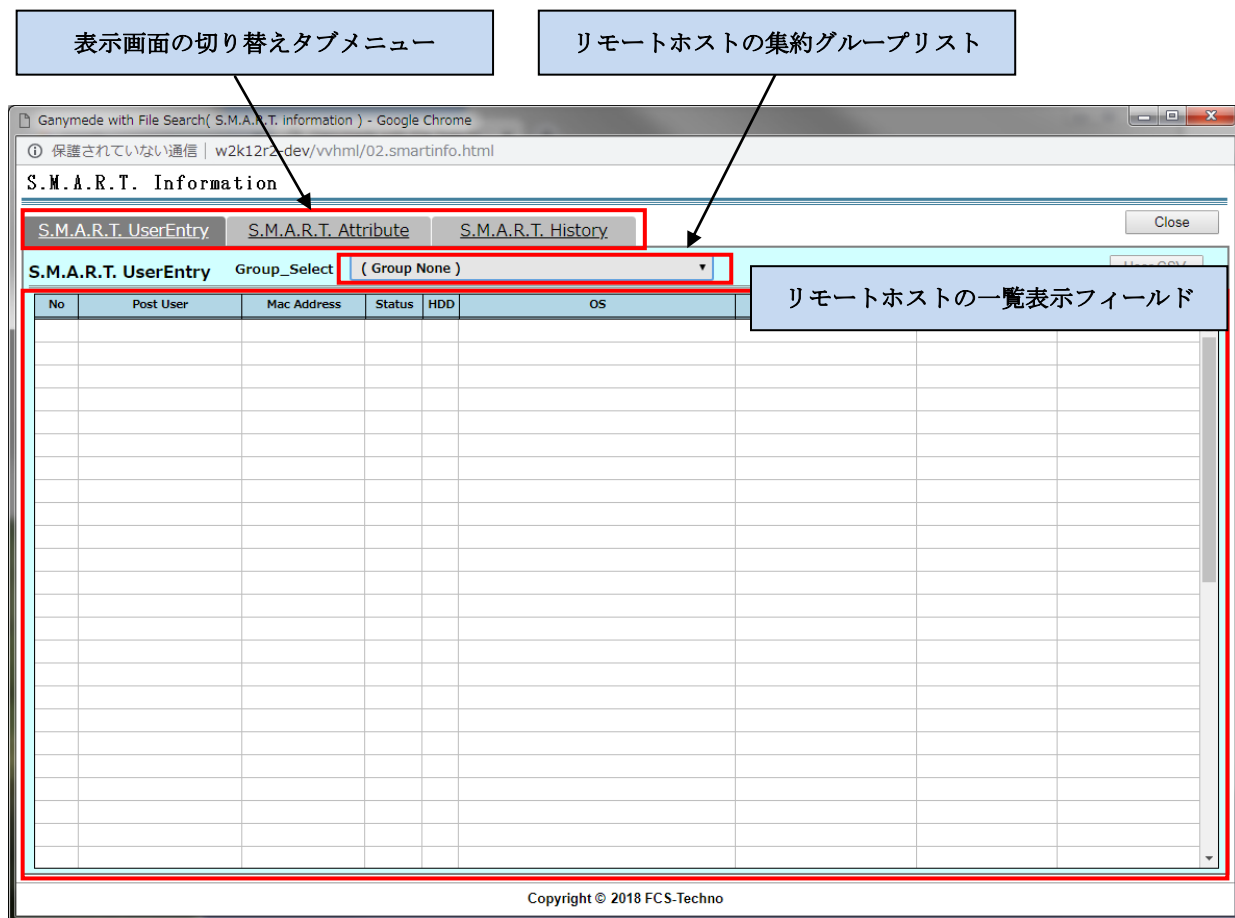 表示画面の切り替えタブメニュー
リモートホストの集約グループリスト
Ganymede with File Search( S.M.A.R.T. information ) - Google Chrome
保護されていない通信 | w2k12r2-dev/vvhml/02.smartinfo.html
S.M.A.R.T. Information
S.M.A.R.T. UserEntry S.M.A.R.T. Attribute S.M.A.R.T. History Close
S.M.A.R.T. UserEntry Group_Select ( Group None )
リモートホストの一覧表示フィールド
No Post User Mac Address Status HDD OS
Copyright © 2018 FCS-Techno